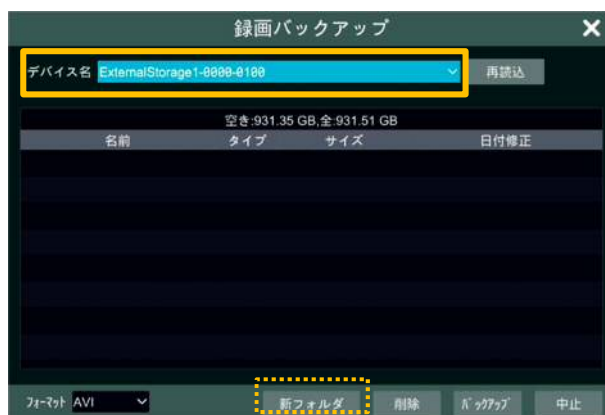 録画バックアップ
デバイス名 ExternalStorage1-0000-0100 再読込
空き:931.35 GB,全:931.51 GB
名前 タイプ サイズ 日付修正
フォーマット AVI 新フォルダ 削除 バックアップ 中止